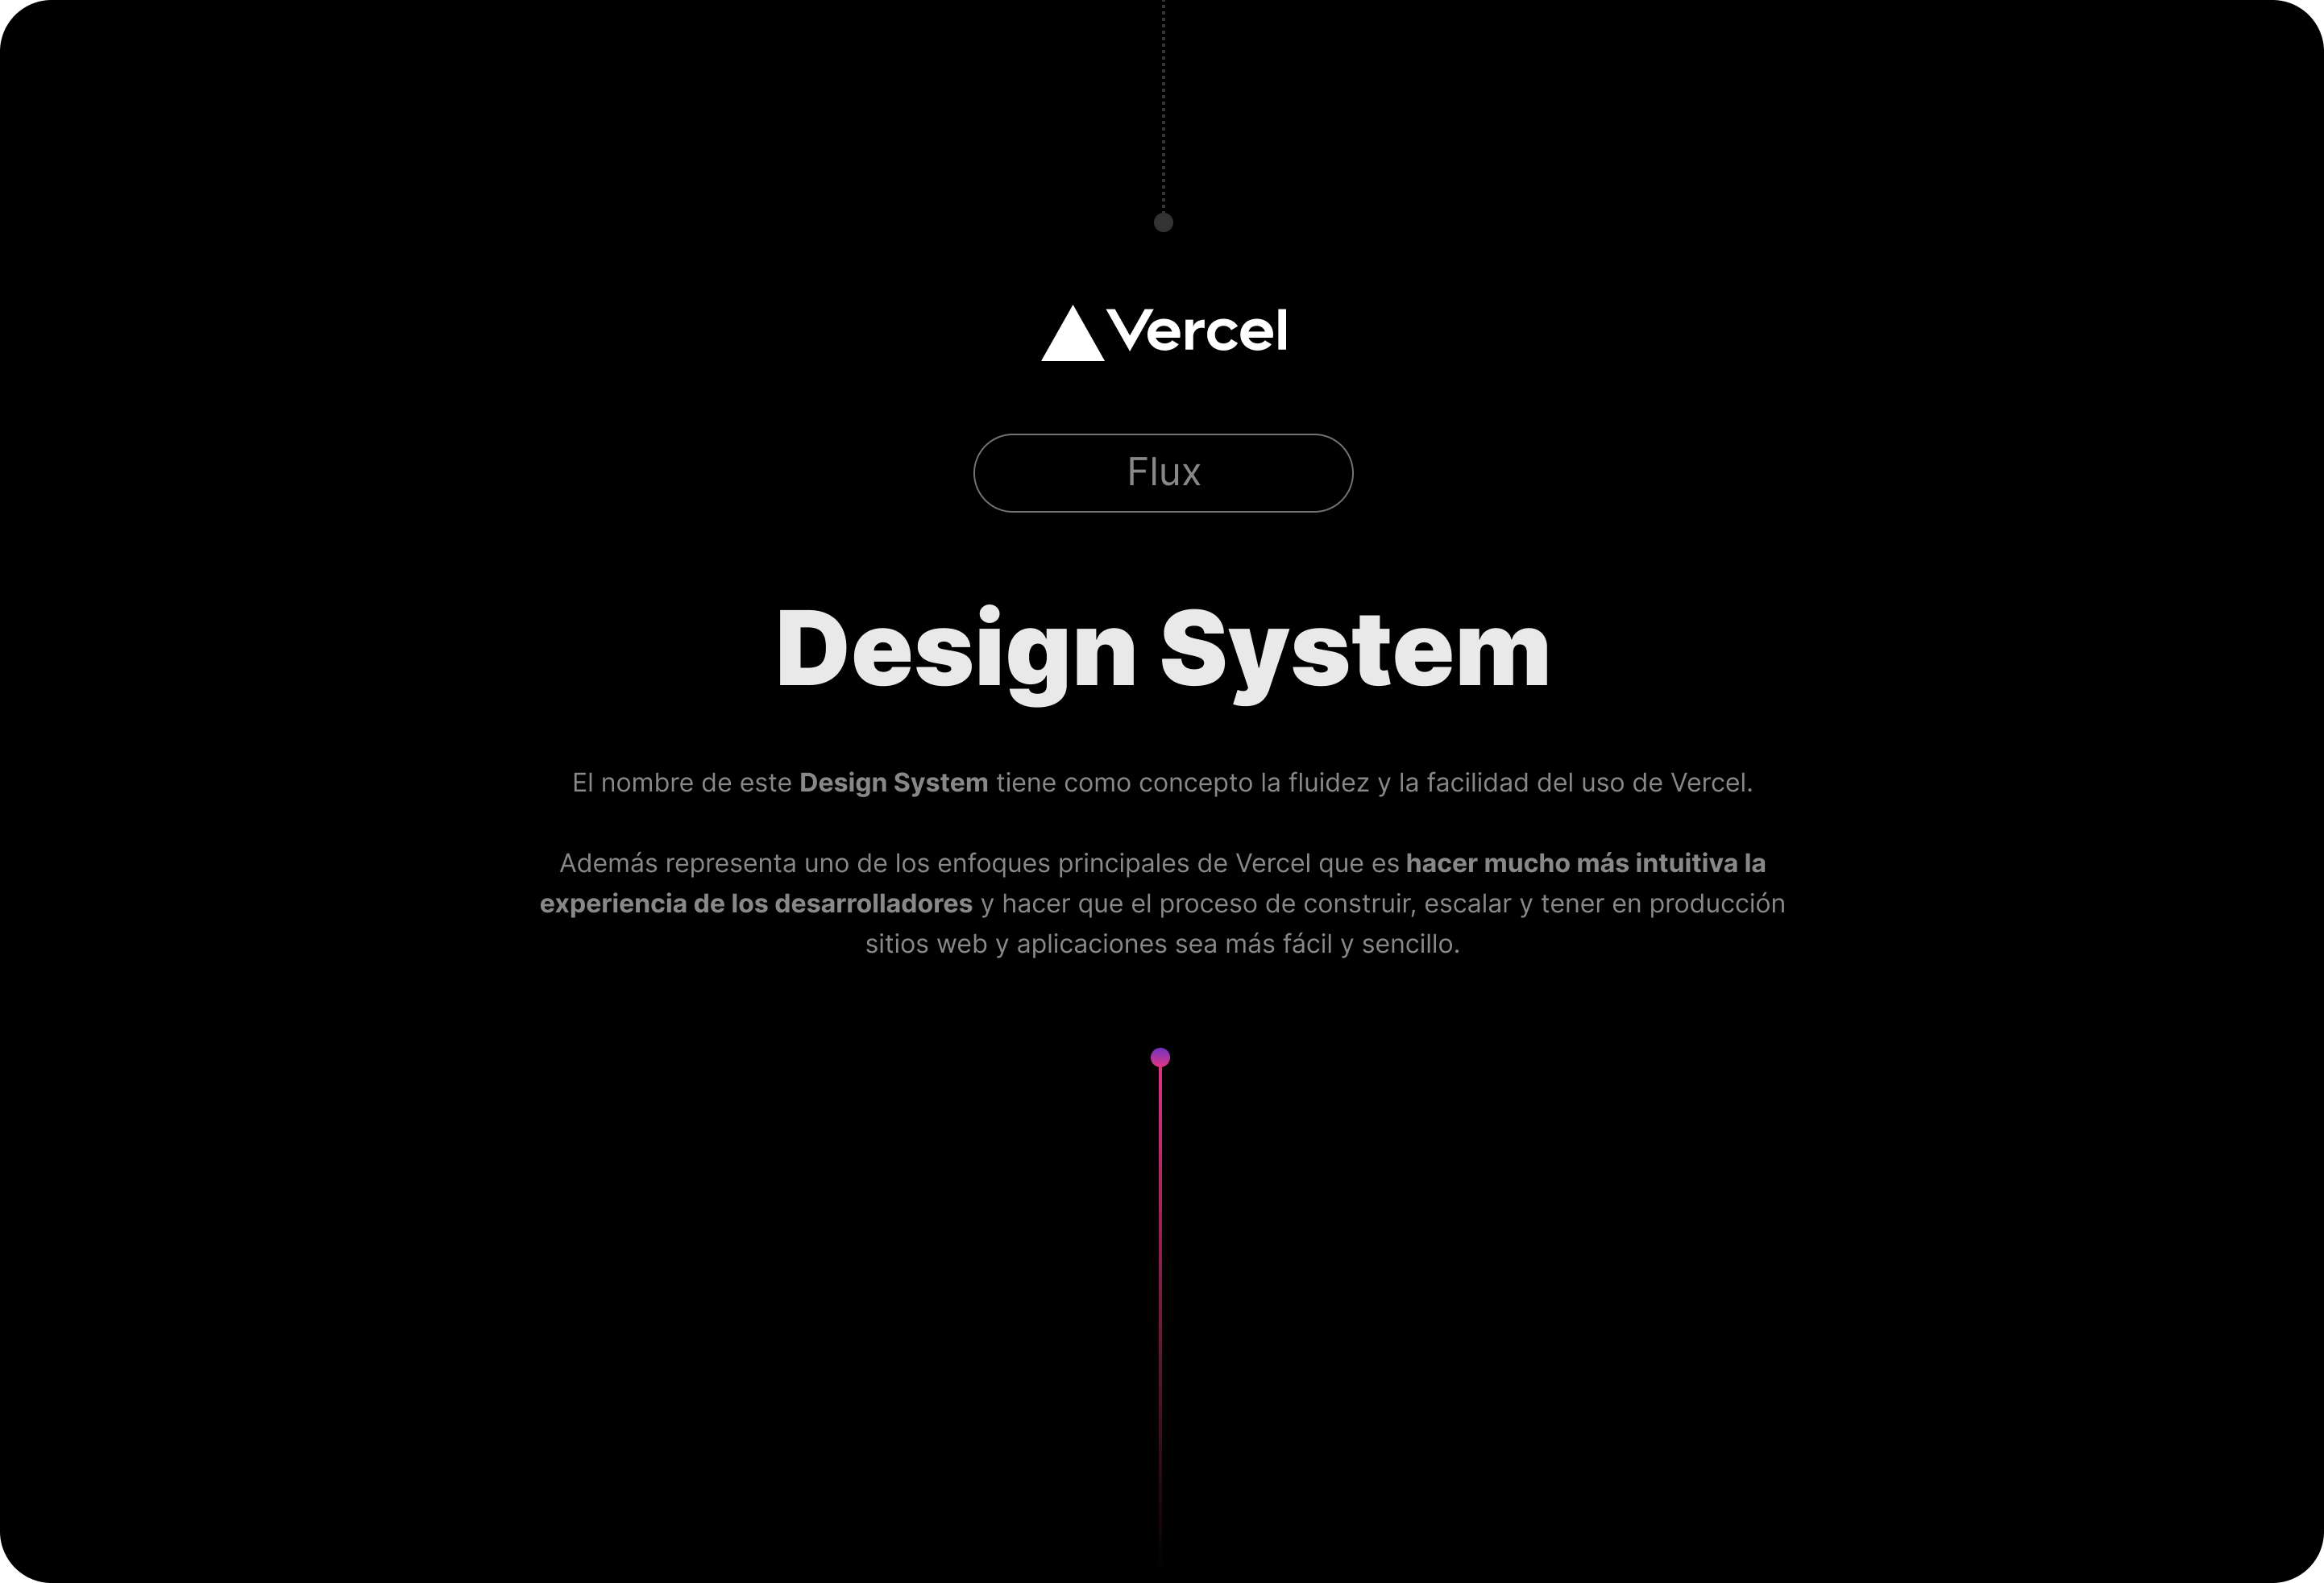 Vercel
Flux
Design System
El nombre de este Design System tiene como concepto la fluidez y la facilidad del uso de Vercel.
Además representa uno de los enfoques principales de Vercel que es hacer mucho más intuitiva la
experiencia de los desarrolladores y hacer que el proceso de construir, escalar y tener en producción
sitios web y aplicaciones sea más fácil y sencillo.